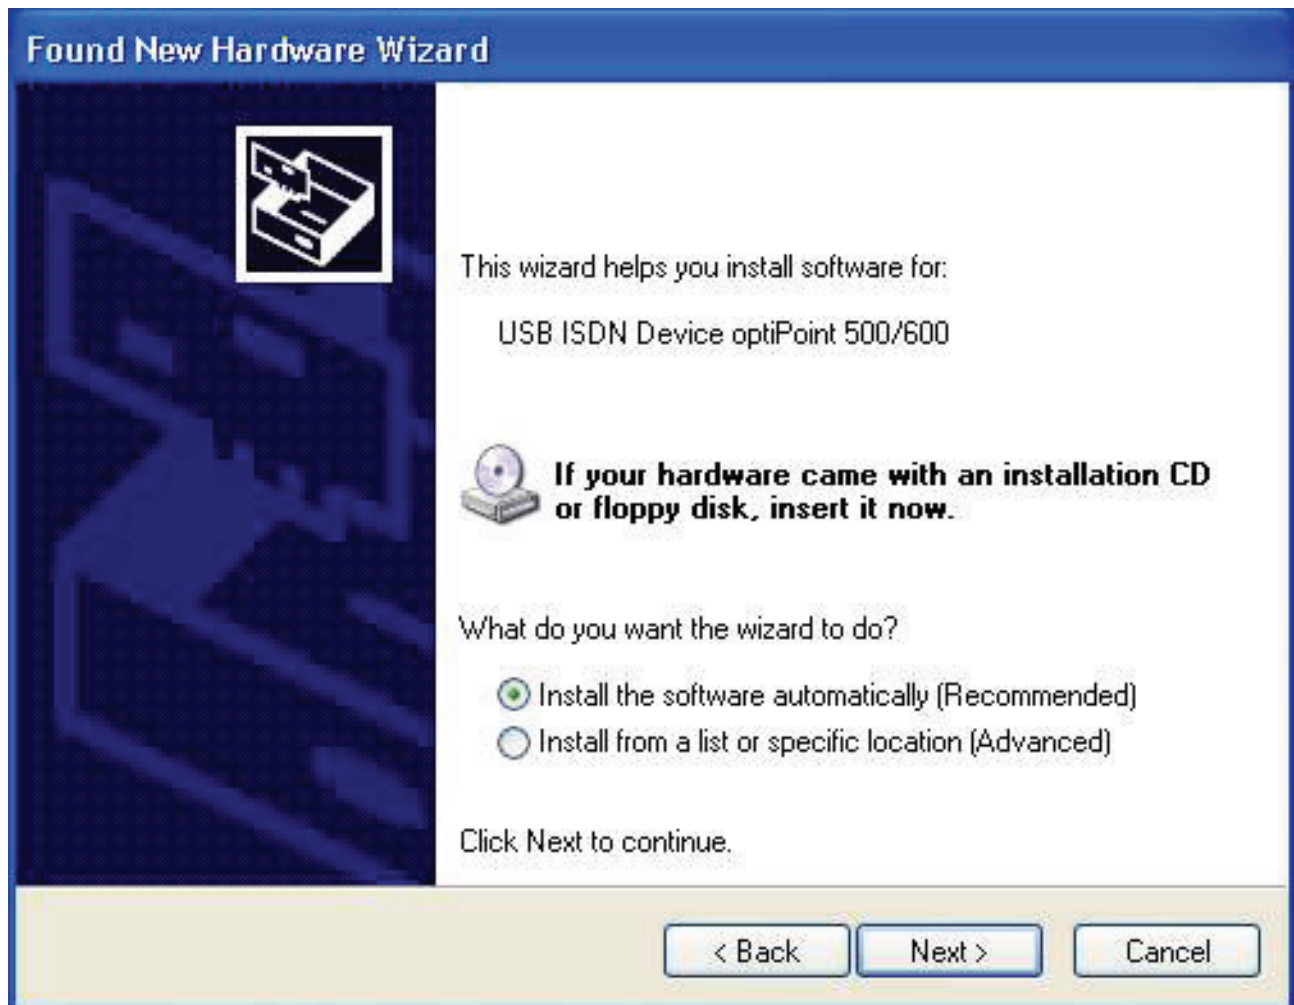 Found New Hardware Wizard
This wizard helps you install software for:
USB ISDN Device optiPoint 500/600
If your hardware came with an installation CD
or floppy disk, insert it now.
What do you want the wizard to do?
Install the software automatically (Recommended)
Install from a list or specific location (Advanced)
Click Next to continue.
< Back Next > Cancel